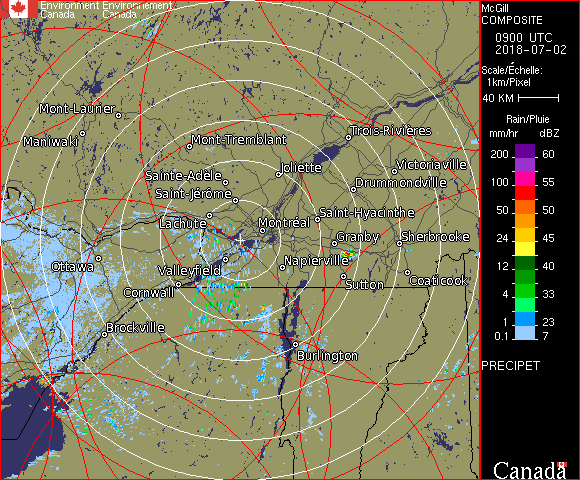 Environment Environnement
Canada Canada
McGill
COMPOSITE
0900 UTC
2018-07-02
Scale/Échelle:
1km/Pixel
40 KM
Rain/Pluie
mm/hr dBZ
200 60
55
100 55
50 50
24 45
12 40
4 33
1 23
0.1 7
PRECIPET
Canada
Mont-Laurier
Maniwaki
Mont-Tremblant
Trois-Rivières
Sainte-Adèle
Joliette
Victoriaville
Saint-Jérôme
Drummondville
Lachute
Montréal
Saint-Hyacinthe
Granby
Sherbrooke
Ottawa
Valleyfield
Napierville
Cornwall
Sutton
Coaticook
Brockville
Burlington